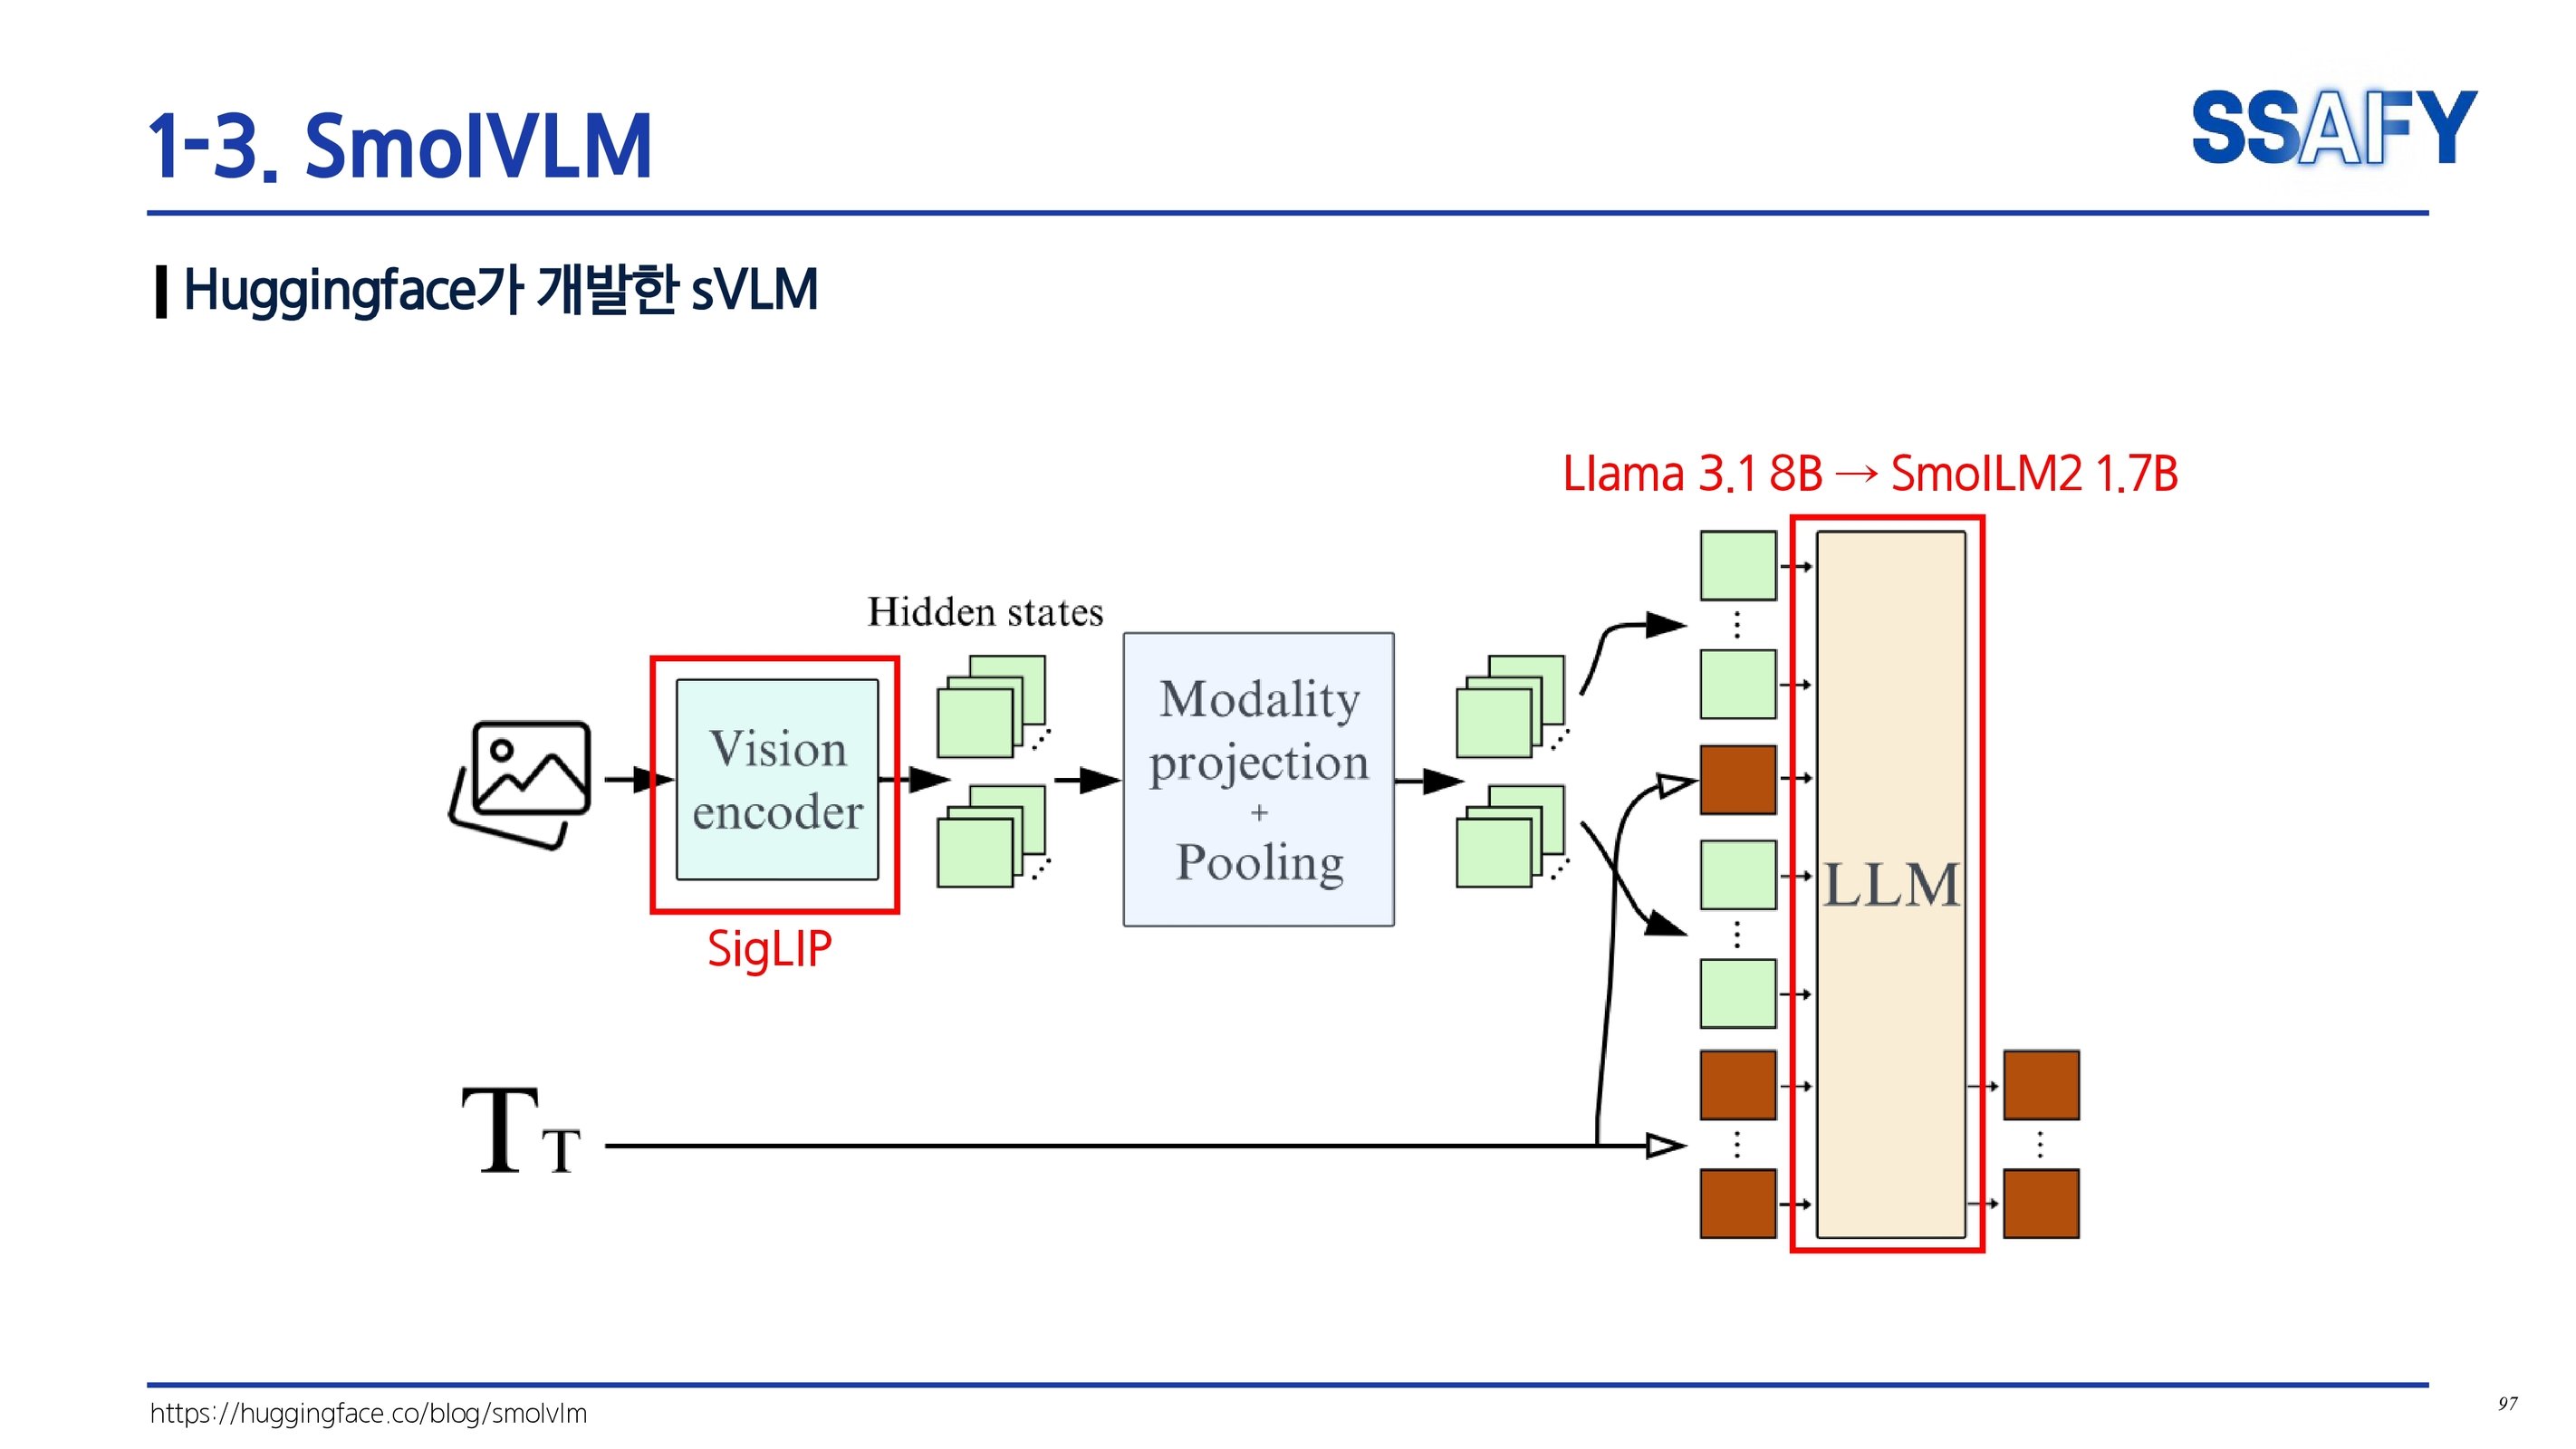 1-3. SmolVLM
SSAFY
Huggingface가 개발한 sVLM
Llama 3.1 8B → SmolLM2 1.7B
Hidden states
Vision
encoder
SigLIP
Modality
projection
+
Pooling
LLM
TT
https://huggingface.co/blog/smolvlm
97